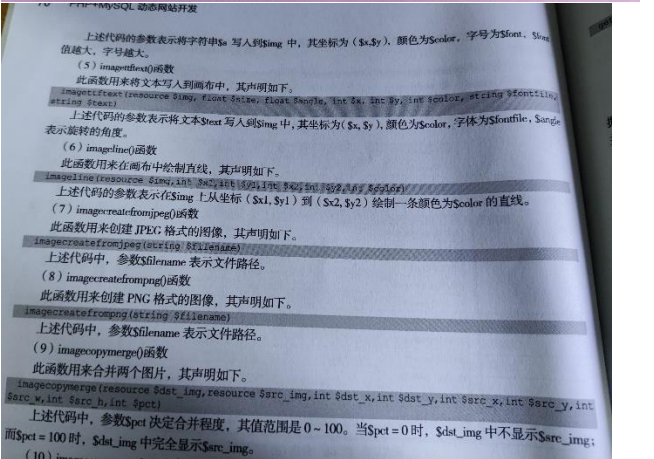 70 PHP+MySQL 动态网站开发
上述代码的参数表示将字符串$a 写入到$img 中，其坐标为（$x,$y）、颜色为$color，字号为$font，$font
值越大，字号越大。
（5）imagettftext()函数
此函数用来将文本写入到画布中，其声明如下。
imagettftext(resource $img, float $size, float $angle, int $x, int $y, int $color, string $fontfile,
string $text)
上述代码的参数表示将文本$text 写入到$img 中，其坐标为（$x, $y），颜色为$color，字体为$fontfile，$angle
表示旋转的角度。
（6）imageline()函数
此函数用来在画布中绘制直线，其声明如下。
imageline(resource $img,int $x1,int $y1,int $x2,int $y2,int $color)
上述代码的参数表示在$img 上从坐标（$x1, $y1）到（$x2, $y2）绘制一条颜色为$color 的直线。
（7）imagecreatefromjpeg()函数
此函数用来创建 JPEG 格式的图像，其声明如下。
imagecreatefromjpeg(string $filename)
上述代码中，参数$filename 表示文件路径。
（8）imagecreatefrompng()函数
此函数用来创建 PNG 格式的图像，其声明如下。
imagecreatefrompng(string $filename)
上述代码中，参数$filename 表示文件路径。
（9）imagecopymerge()函数
此函数用来合并两个图片，其声明如下。
imagecopymerge(resource $dst_img,resource $src_img,int $dst_x,int $dst_y,int $src_x,int $src_y,int
$src_w,int $src_h,int $pct)
上述代码中，参数$pct 决定合并程度，其值范围是 0 ~ 100。当$pct = 0 时，$dst_img 中不显示$src_img;
而$pct = 100 时，$dst_img 中完全显示$src_img。
（10）